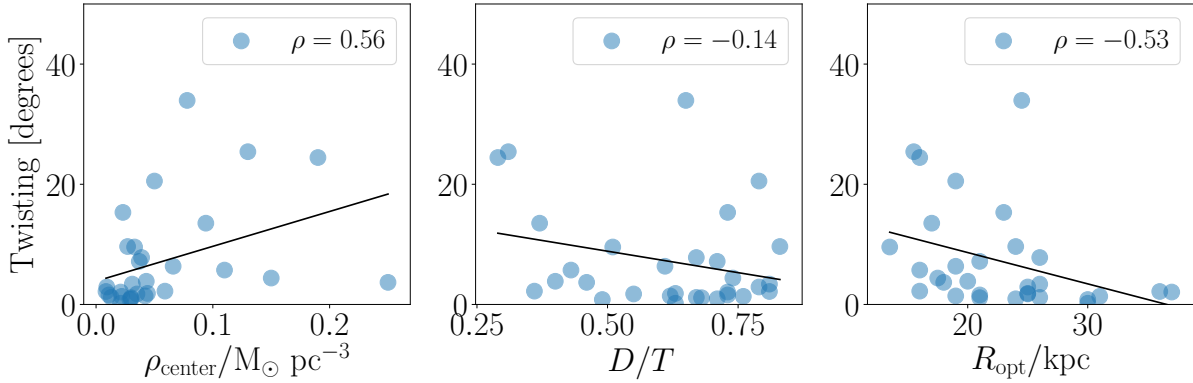 Twisting [degrees]
40
20
0
ρ = 0.56
0.0
0.1
0.2
ρcenter/M⊙ pc⁻³
40
20
0
ρ = −0.14
0.25
0.50
0.75
D/T
40
20
0
ρ = −0.53
20
30
Ropt/kpc